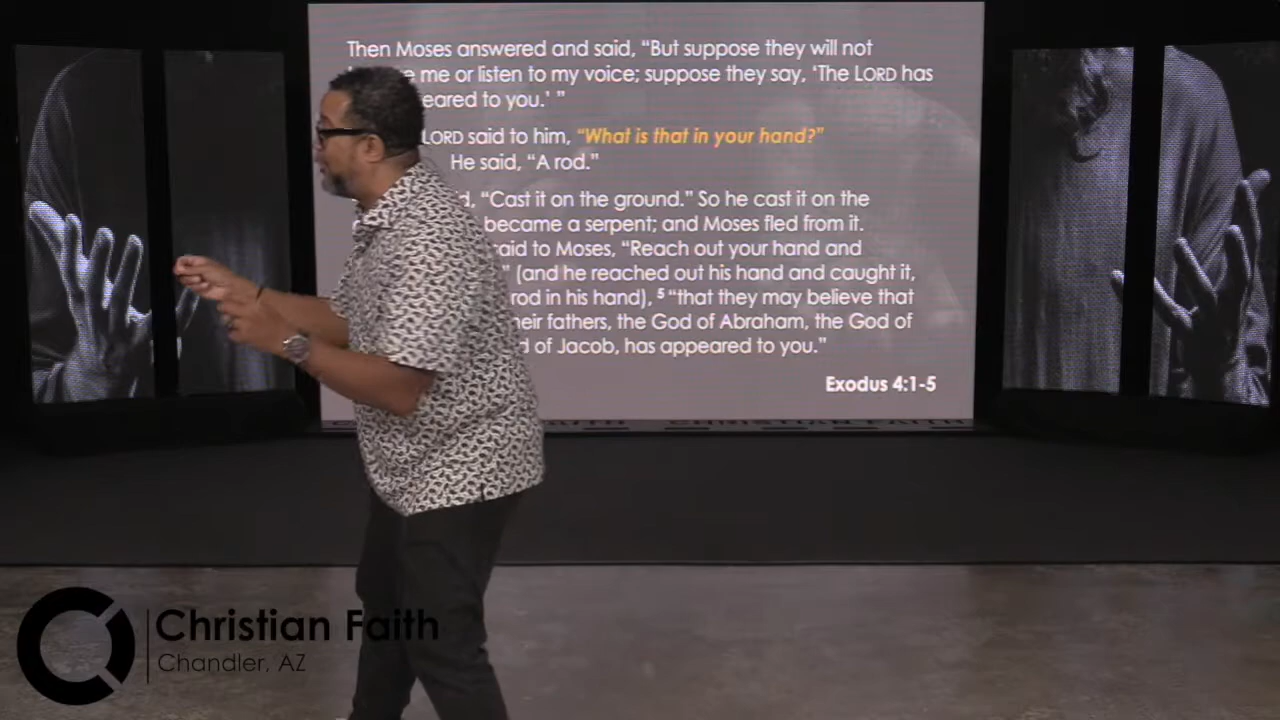 Then Moses answered and said, “But suppose they will not
me or listen to my voice; suppose they say, ‘The LORD has
to you.’ ”
LORD said to him, “What is that in your hand?”
He said, “A rod.”
“Cast it on the ground.” So he cast it on the
became a serpent; and Moses fled from it.
said to Moses, “Reach out your hand and
” (and he reached out his hand and caught it,
rod in his hand), 5 “that they may believe that
their fathers, the God of Abraham, the God of
of Jacob, has appeared to you.”
Exodus 4:1-5
CHRISTIAN FAITH
Christian Faith
Chandler, AZ